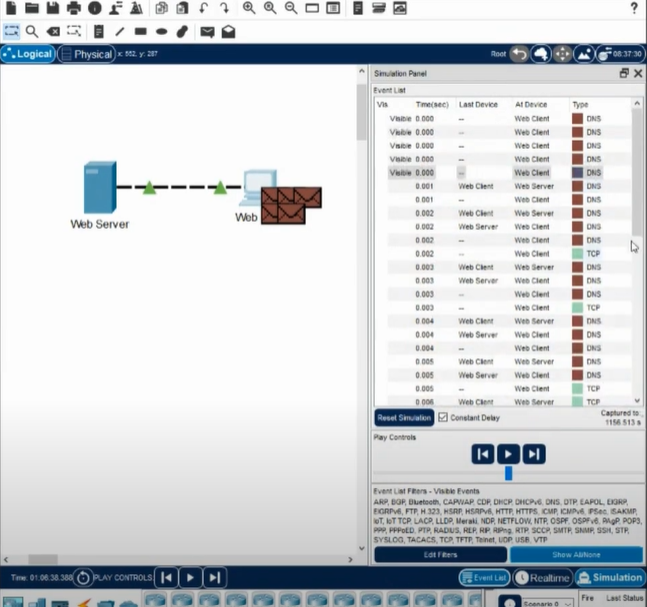 ?
Logical
Physical x: 552, y: 287
Root
08:37:30
Simulation Panel
Event List
Vis. Time(sec) Last Device At Device Type
Visible 0.000 -- Web Client DNS
Visible 0.000 -- Web Client DNS
Visible 0.000 -- Web Client DNS
Visible 0.000 -- Web Client DNS
Visible 0.000 -- Web Client DNS
0.001 Web Client Web Server DNS
0.001 -- Web Client DNS
0.002 Web Client Web Server DNS
0.002 Web Server Web Client DNS
0.002 -- Web Client DNS
0.002 -- Web Client TCP
0.003 Web Client Web Server DNS
0.003 Web Server Web Client DNS
0.003 -- Web Client DNS
0.003 -- Web Client TCP
0.004 Web Client Web Server DNS
0.004 Web Server Web Client DNS
0.004 -- Web Client DNS
0.005 Web Client Web Server DNS
0.005 Web Server Web Client DNS
0.005 -- Web Client TCP
0.006 Web Client Web Server TCP
Web Server
Web
Reset Simulation
Constant Delay
Captured to:
1156.513 s
Play Controls
Event List Filters - Visible Events
ARP, BGP, Bluetooth, CAPWAP, CDP, DHCP, DHCPv6, DNS, DTP, EAPOL, EIGRP,
EIGRPv6, FTP, H.323, HSRP, HSRPv6, HTTP, HTTPS, ICMP, ICMPv6, IPSec, ISAKMP,
IoT, IoT TCP, LACP, LLDP, Meraki, NDP, NETFLOW, NTP, OSPF, OSPFv6, PAgP, POP3,
PPP, PPPoED, PTP, RADIUS, REP, RIP, RIPng, RTP, SCCP, SMTP, SNMP, SSH, STP,
SYSLOG, TACACS, TCP, TFTP, Telnet, UDP, USB, VTP
Edit Filters
Show All/None
Time: 01:06:38.388
PLAY CONTROLS:
Event List
Realtime
Simulation
Scenario 0
Fire
Last Status